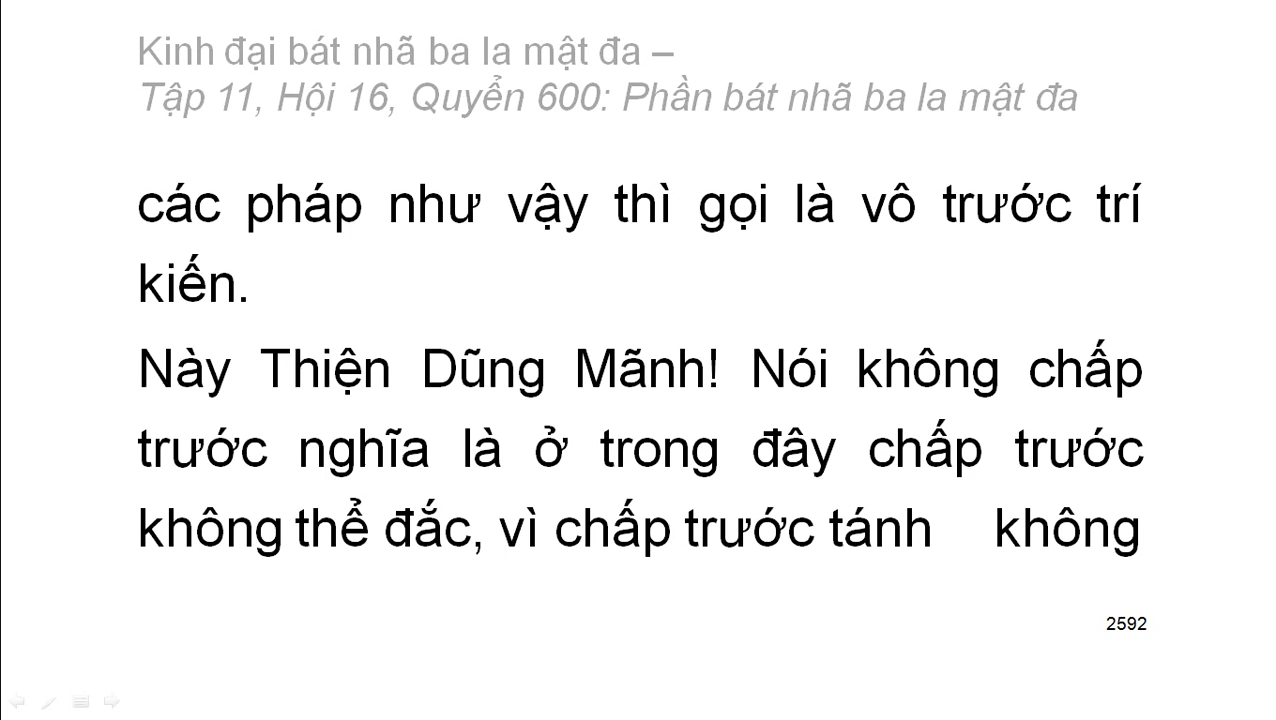 Kinh đại bát nhã ba la mật đa –
Tập 11, Hội 16, Quyển 600: Phần bát nhã ba la mật đa
các pháp như vậy thì gọi là vô trước trí
kiến.
Này Thiện Dũng Mãnh! Nói không chấp
trước nghĩa là ở trong đây chấp trước
không thể đắc, vì chấp trước tánh không
2592